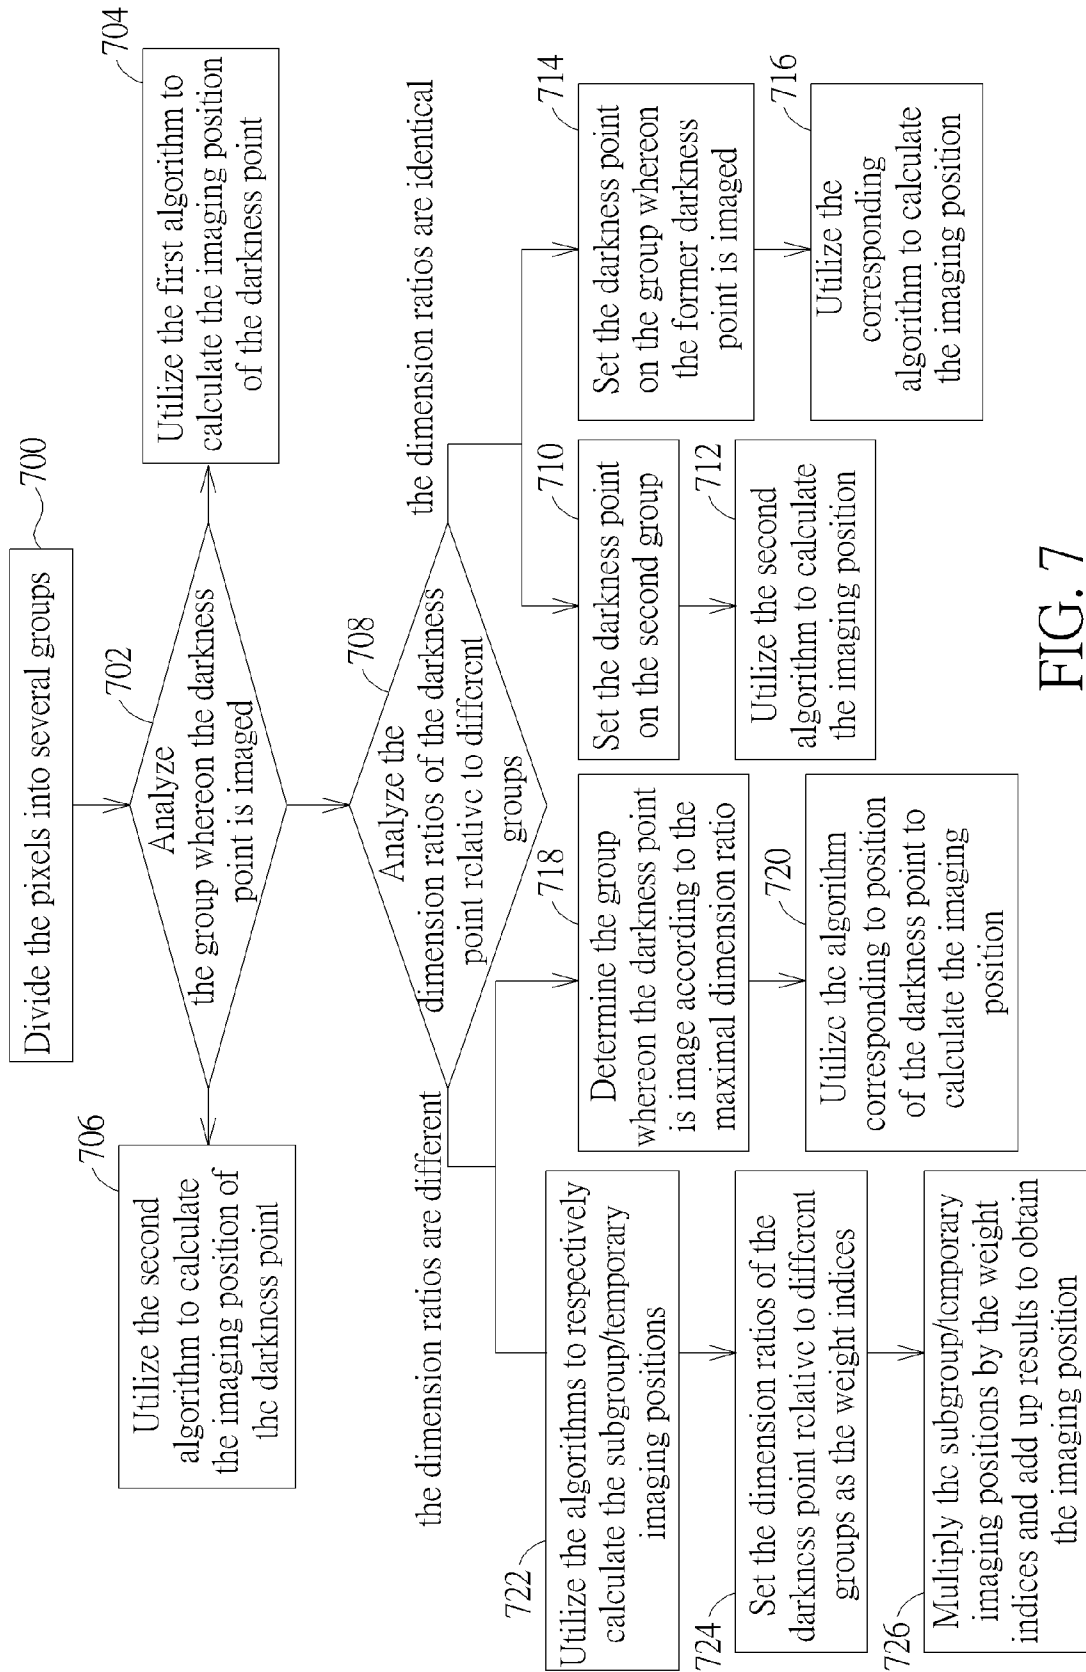 Divide the pixels into several groups
700
Analyze
the group whereon the darkness
point is imaged
702
Utilize the first algorithm to
calculate the imaging position
of the darkness point
704
Utilize the second
algorithm to calculate
the imaging position of
the darkness point
706
Analyze the
dimension ratios of the darkness
point relative to different
groups
708
the dimension ratios are different
the dimension ratios are identical
Utilize the algorithms to respectively
calculate the subgroup/temporary
imaging positions
722
Set the dimension ratios of the
darkness point relative to different
groups as the weight indices
724
Multiply the subgroup/temporary
imaging positions by the weight
indices and add up results to obtain
the imaging position
726
Determine the group
whereon the darkness point
is image according to the
maximal dimension ratio
718
Utilize the algorithm
corresponding to position
of the darkness point to
calculate the imaging
position
720
Set the darkness point
on the second group
710
Utilize the second
algorithm to calculate
the imaging position
712
Set the darkness point
on the group whereon
the former darkness
point is imaged
714
Utilize the
corresponding
algorithm to calculate
the imaging position
716
FIG. 7